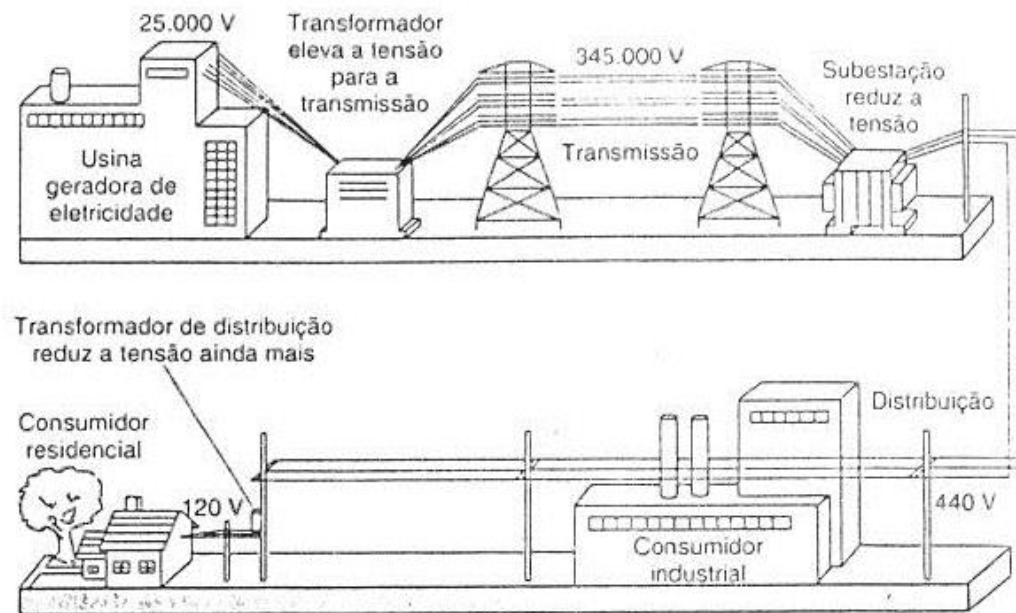 25.000 V
Transformador
eleva a tensão
para a
transmissão
345.000 V
Transmissão
Subestação
reduz a
tensão
Usina
geradora de
eletricidade
Transformador de distribuição
reduz a tensão ainda mais
Consumidor
residencial
120 V
Distribuição
440 V
Consumidor
industrial